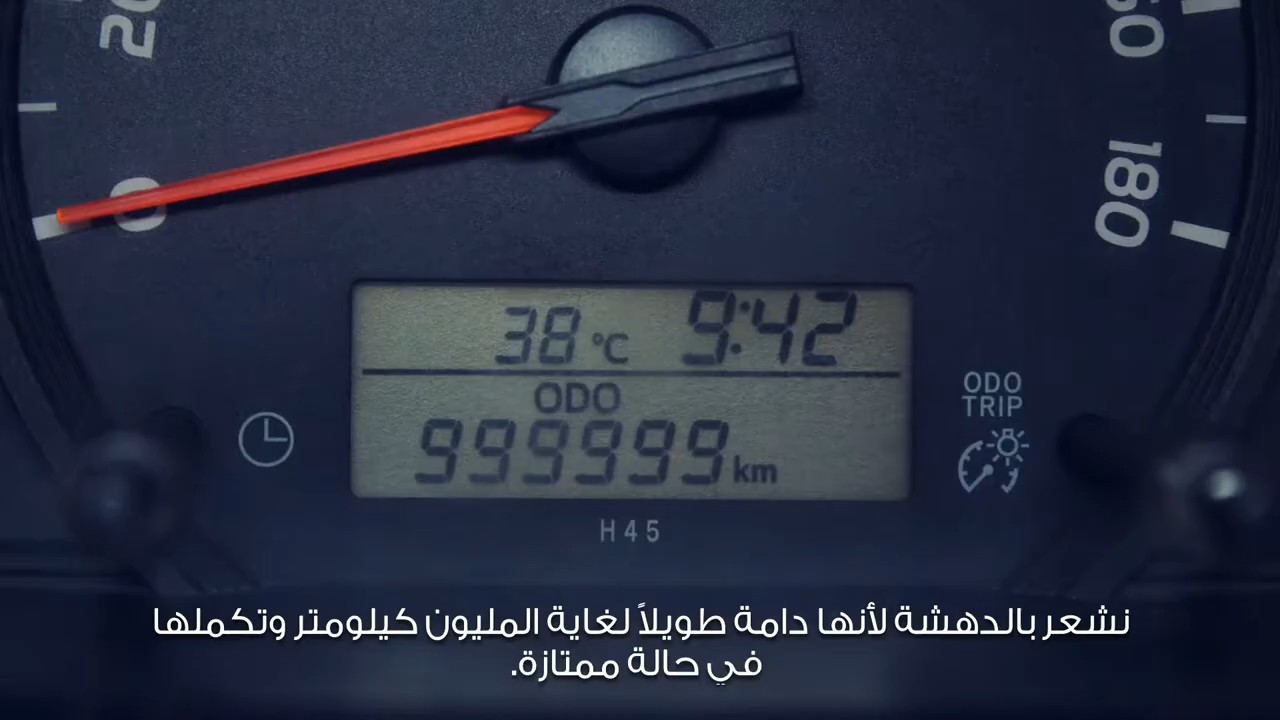 20
60
0
180
38 °C 9:42
ODO
999999 km
ODO
TRIP
H45
نشعر بالدهشة لأنها دامة طويلاً لغاية المليون كيلومتر وتكملها
في حالة ممتازة.